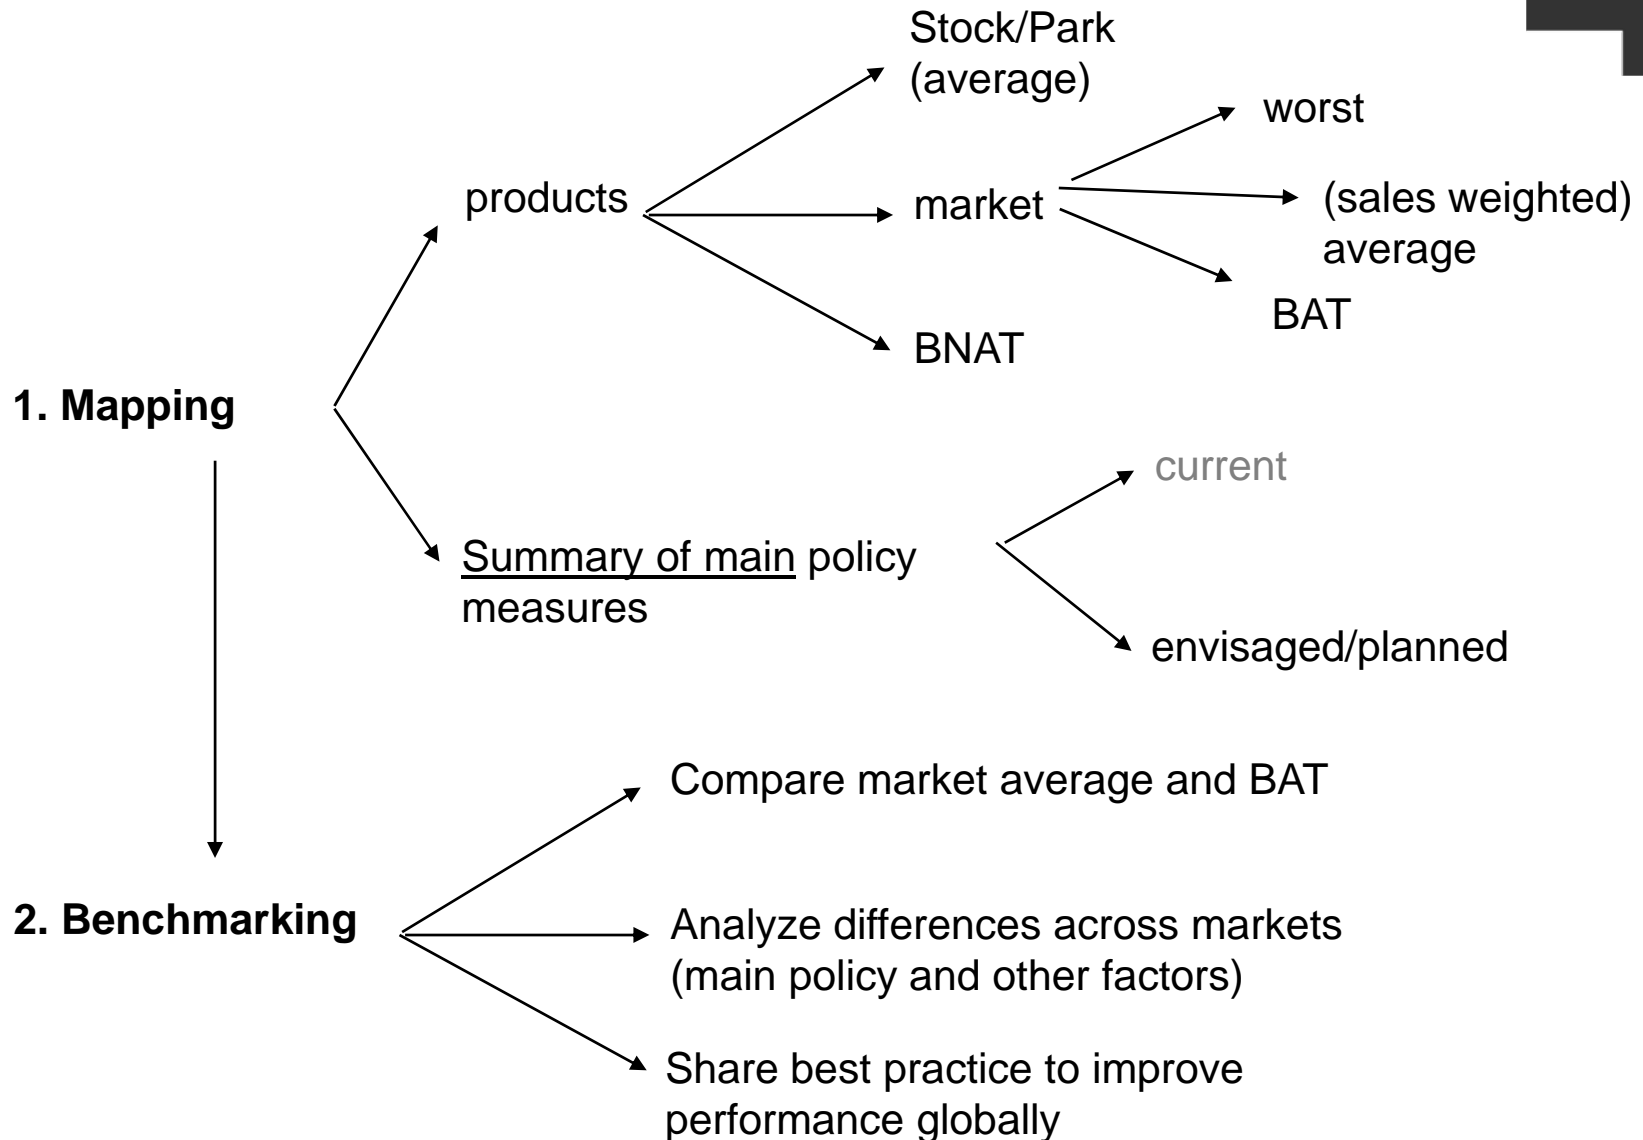 Stock/Park
(average)
worst
products
market
(sales weighted)
average
BAT
BNAT
1. Mapping
current
Summary of main policy
measures
envisaged/planned
Compare market average and BAT
2. Benchmarking
Analyze differences across markets
(main policy and other factors)
Share best practice to improve
performance globally